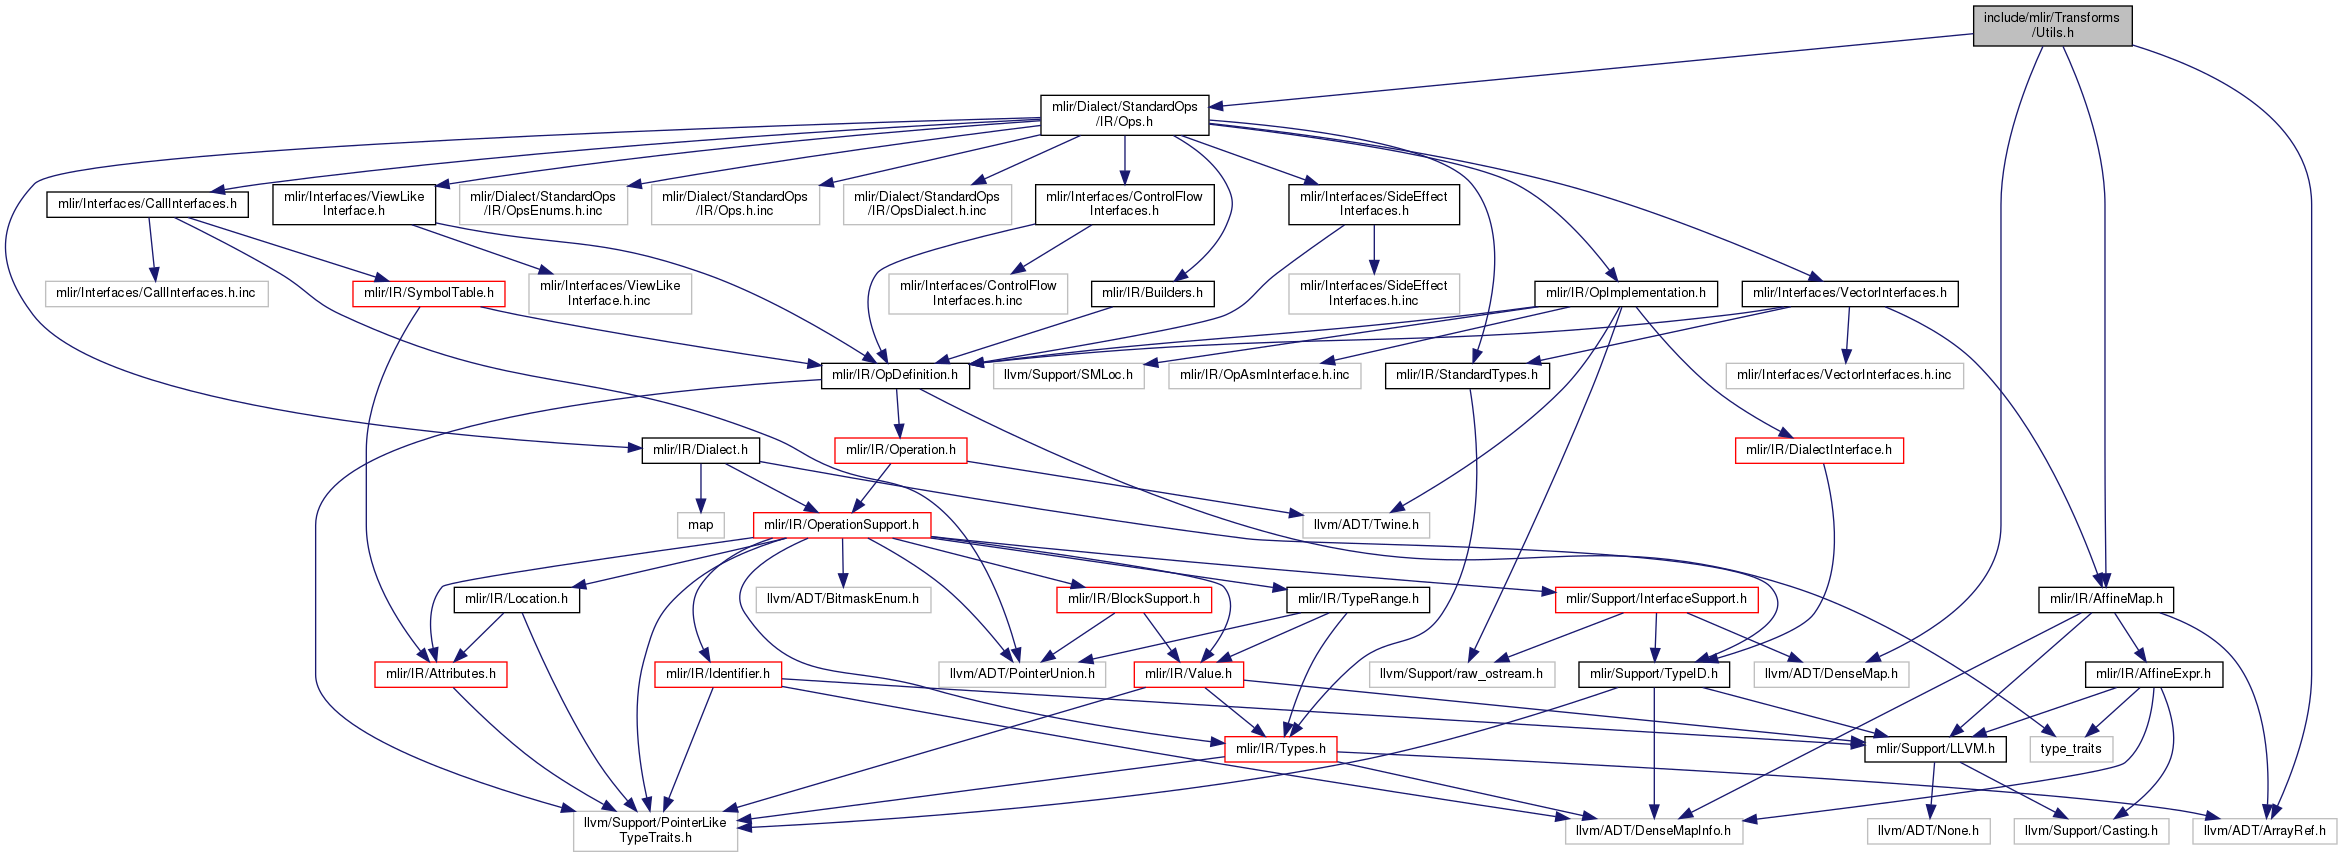 include/mlir/Transforms
/Utils.h
mlir/Dialect/StandardOps
/IR/Ops.h
mlir/Interfaces/CallInterfaces.h
mlir/Interfaces/ViewLike
Interface.h
mlir/Dialect/StandardOps
/IR/OpsEnums.h.inc
mlir/Dialect/StandardOps
/IR/Ops.h.inc
mlir/Dialect/StandardOps
/IR/OpsDialect.h.inc
mlir/Interfaces/ControlFlow
Interfaces.h
mlir/Interfaces/SideEffect
Interfaces.h
mlir/Interfaces/CallInterfaces.h.inc
mlir/IR/SymbolTable.h
mlir/Interfaces/ViewLike
Interface.h.inc
mlir/Interfaces/ControlFlow
Interfaces.h.inc
mlir/IR/Builders.h
mlir/Interfaces/SideEffect
Interfaces.h.inc
mlir/IR/OpImplementation.h
mlir/Interfaces/VectorInterfaces.h
mlir/IR/OpDefinition.h
llvm/Support/SMLoc.h
mlir/IR/OpAsmInterface.h.inc
mlir/IR/StandardTypes.h
mlir/Interfaces/VectorInterfaces.h.inc
mlir/IR/Dialect.h
mlir/IR/Operation.h
mlir/IR/DialectInterface.h
map
mlir/IR/OperationSupport.h
llvm/ADT/Twine.h
mlir/IR/Location.h
llvm/ADT/BitmaskEnum.h
mlir/IR/BlockSupport.h
mlir/IR/TypeRange.h
mlir/Support/InterfaceSupport.h
mlir/IR/AffineMap.h
mlir/IR/Attributes.h
mlir/IR/Identifier.h
llvm/ADT/PointerUnion.h
mlir/IR/Value.h
llvm/Support/raw_ostream.h
mlir/Support/TypeID.h
llvm/ADT/DenseMap.h
mlir/IR/AffineExpr.h
mlir/IR/Types.h
mlir/Support/LLVM.h
type_traits
llvm/Support/PointerLike
TypeTraits.h
llvm/ADT/DenseMapInfo.h
llvm/ADT/None.h
llvm/Support/Casting.h
llvm/ADT/ArrayRef.h